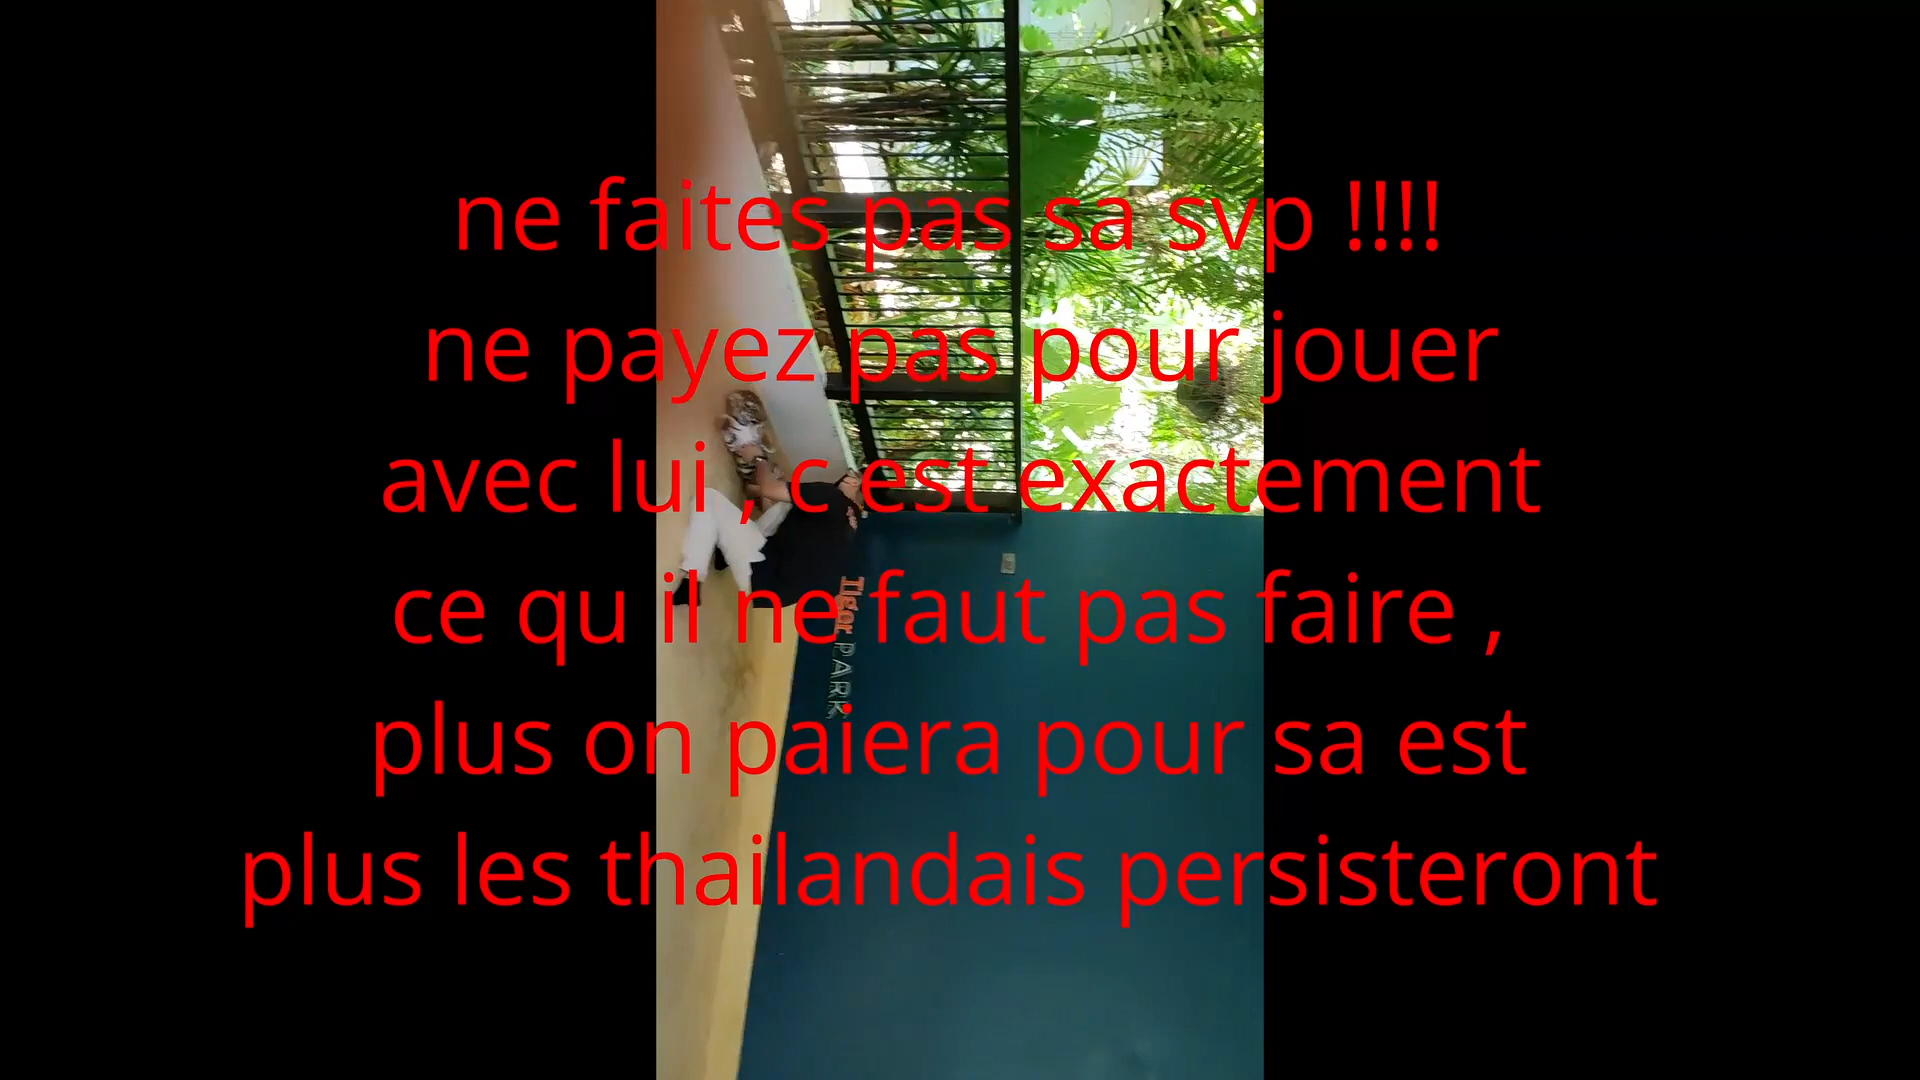 ne faites pas sa svp !!!!
ne payez pas pour jouer
avec lui , c est exactement
ce qu il ne faut pas faire ,
plus on paiera pour sa est
plus les thailandais persisteront
Tiger PARK